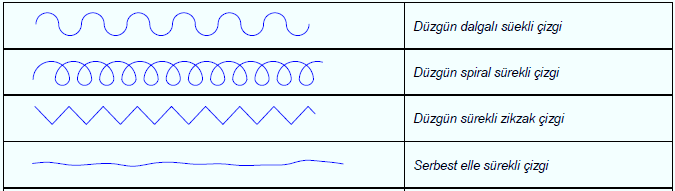 Düzgün dalgalı süekli çizgi
Düzgün spiral sürekli çizgi
Düzgün sürekli zikzak çizgi
Serbest elle sürekli çizgi